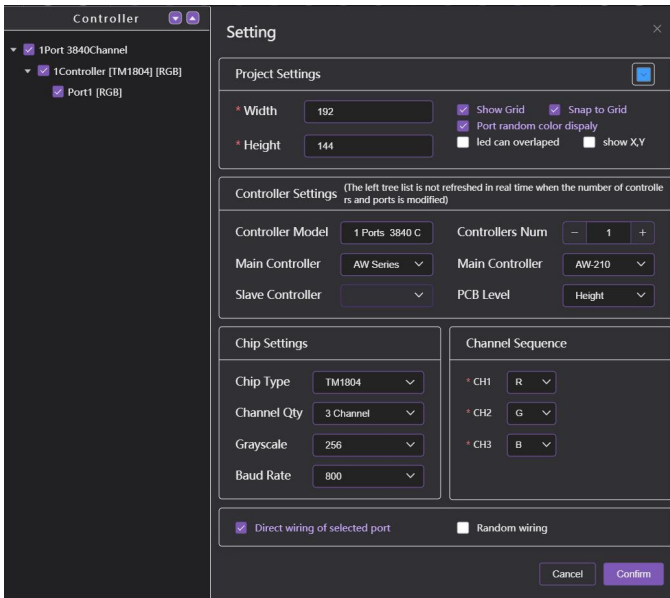 Controller
1Port 3840Channel
1Controller [TM1804] [RGB]
Port1 [RGB]
Setting
Project Settings
* Width 192
Show Grid Snap to Grid
Port random color dispaly
* Height 144
led can overlaped show X,Y
Controller Settings (The left tree list is not refreshed in real time when the number of controlle
rs and ports is modified)
Controller Model 1 Ports 3840 C Controllers Num − 1 +
Main Controller AW Series Main Controller AW-210
Slave Controller PCB Level Height
Chip Settings
Chip Type TM1804
Channel Qty 3 Channel
Grayscale 256
Baud Rate 800
Channel Sequence
* CH1 R
* CH2 G
* CH3 B
Direct wiring of selected port Random wiring
Cancel Confirm